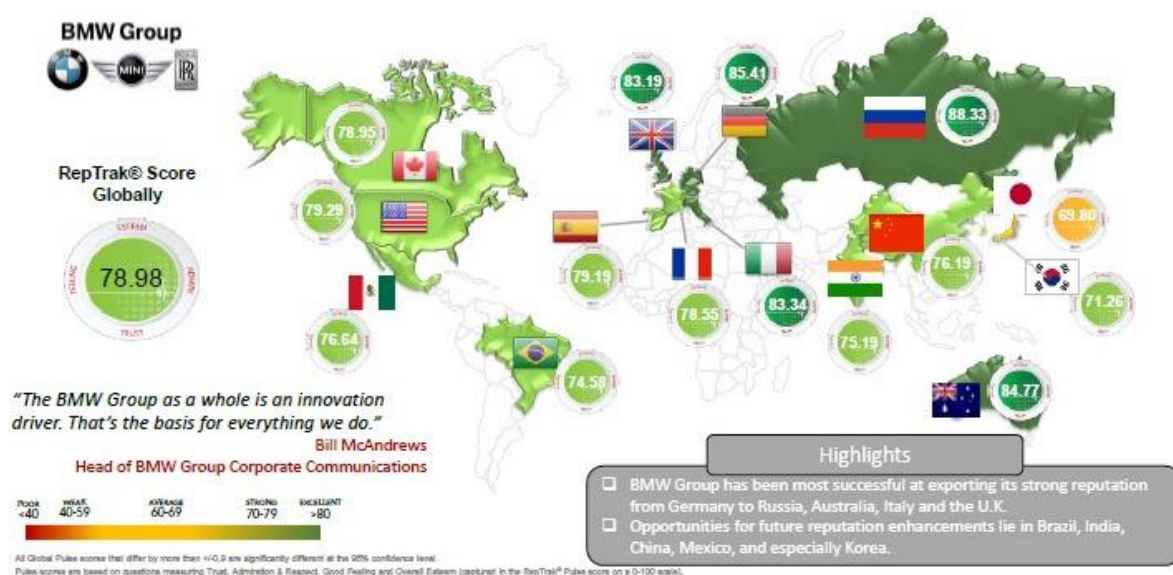 BMW Group
MINI
RepTrak® Score
Globally
ESTEEM
FEELING
ADMIRE
TRUST
78.98
78.95
79.29
76.64
74.58
83.19
85.41
88.33
79.19
78.55
83.34
76.19
75.19
69.80
71.26
84.77
“The BMW Group as a whole is an innovation
driver. That’s the basis for everything we do.”
Bill McAndrews
Head of BMW Group Corporate Communications
POOR WEAK AVERAGE STRONG EXCELLENT
<40 40-59 60-69 70-79 >80
Highlights
BMW Group has been most successful at exporting its strong reputation
from Germany to Russia, Australia, Italy and the U.K.
Opportunities for future reputation enhancements lie in Brazil, India,
China, Mexico, and especially Korea.
All Global Pulse scores that differ by more than +/-0.9 are significantly different at the 95% confidence level.
Pulse scores are based on questions measuring Trust, Admiration & Respect, Good Feeling and Overall Esteem (captured in the RepTrak® Pulse score on a 0-100 scale).